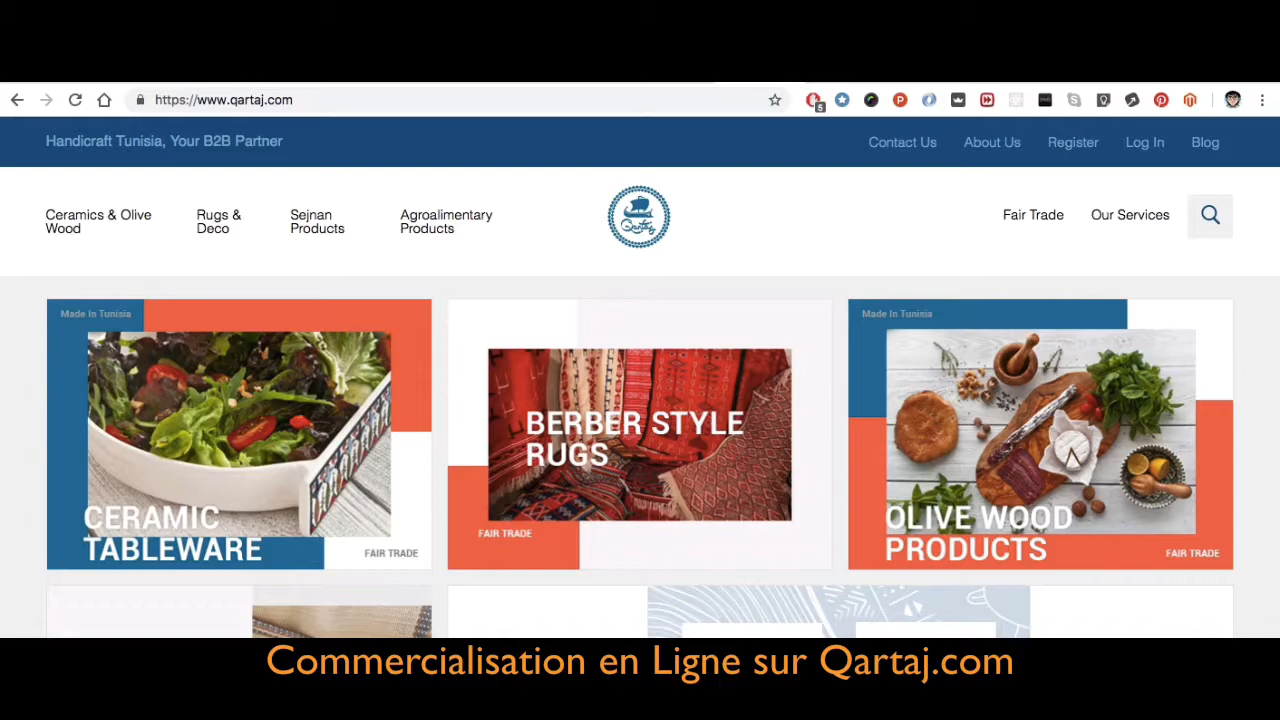 https://www.qartaj.com
5
Handicraft Tunisia, Your B2B Partner
Contact Us
About Us
Register
Log In
Blog
Ceramics & Olive
Wood
Rugs &
Deco
Sejnan
Products
Agroalimentary
Products
Qartaj
Fair Trade
Our Services
Made In Tunisia
CERAMIC
TABLEWARE
FAIR TRADE
BERBER STYLE
RUGS
FAIR TRADE
Made In Tunisia
OLIVE WOOD
PRODUCTS
FAIR TRADE
Commercialisation en Ligne sur Qartaj.com